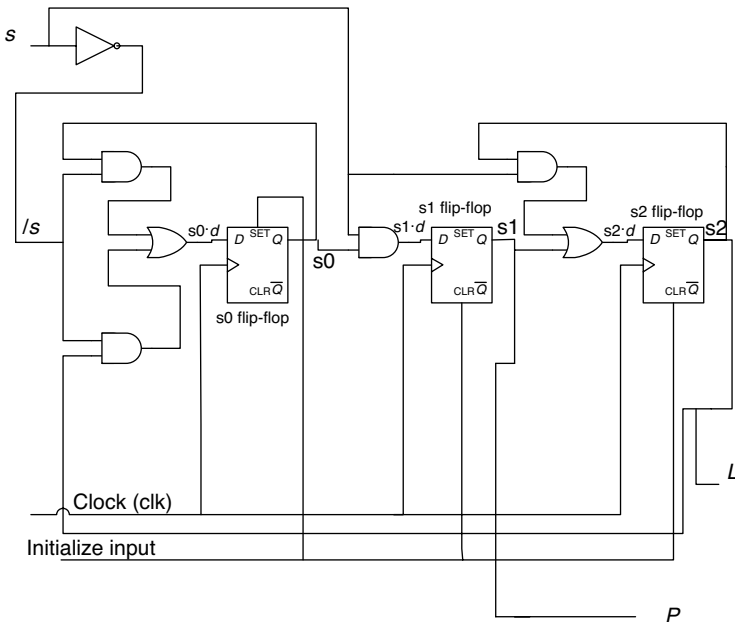 s
/s
s0·d
D SET Q
CLR Q̅
s0 flip-flop
s0
s1·d
s1 flip-flop
D SET Q
CLR Q̅
s1
s2·d
s2 flip-flop
D SET Q
CLR Q̅
s2
L
Clock (clk)
Initialize input
P